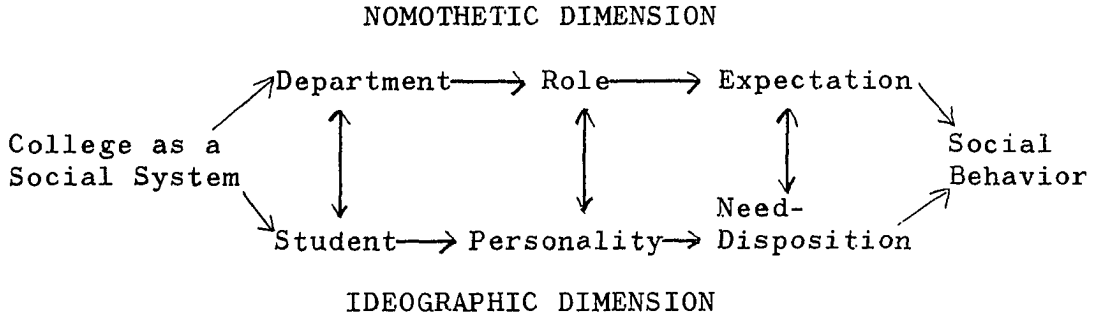 NOMOTHETIC DIMENSION
Department Role Expectation
College as a Social
Social System Behavior
Need-
Student Personality Disposition
IDEOGRAPHIC DIMENSION